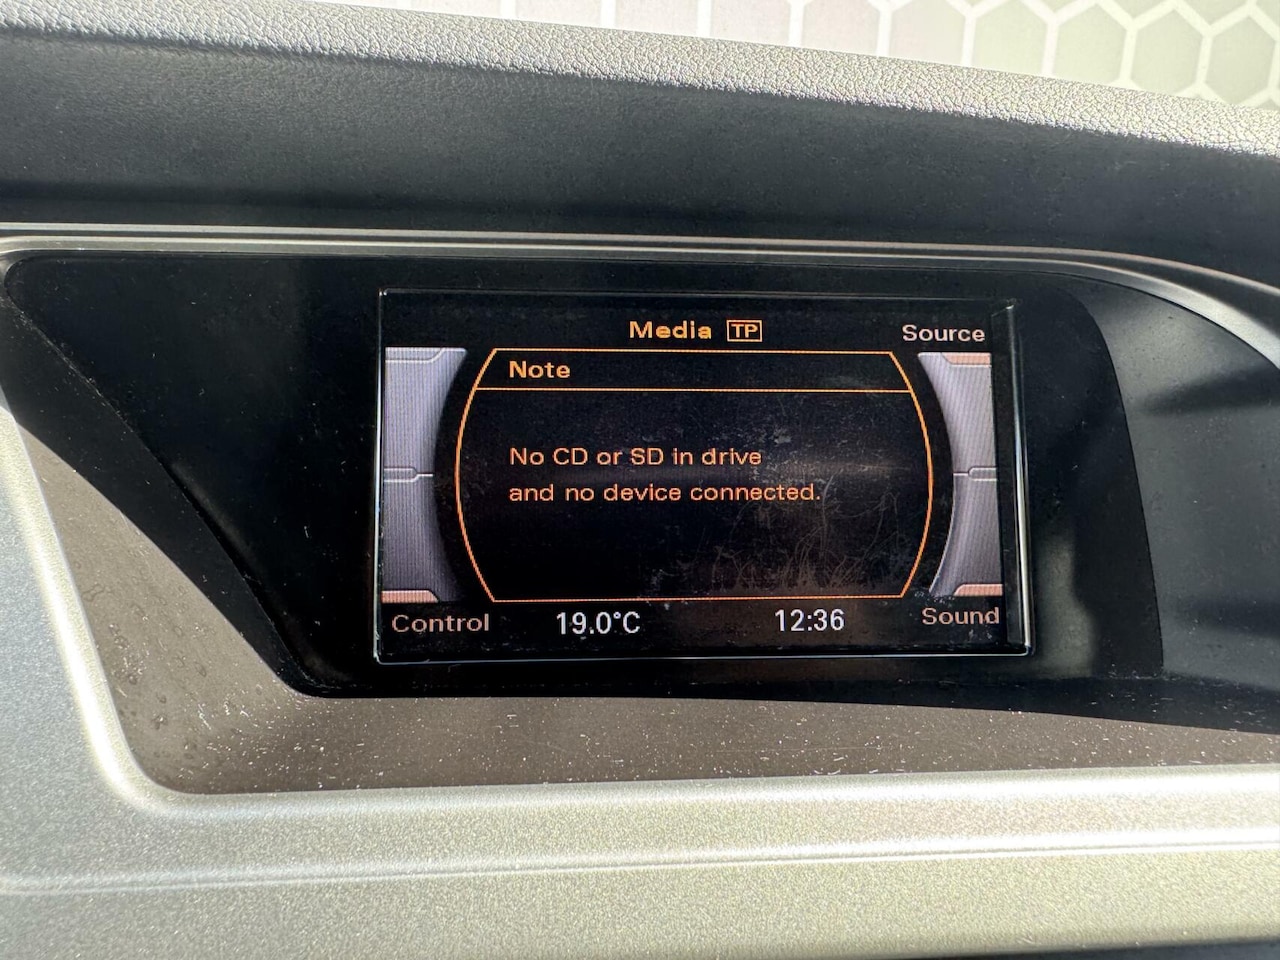 Media TP
Source
Note
No CD or SD in drive
and no device connected.
Control
19.0°C
12:36
Sound